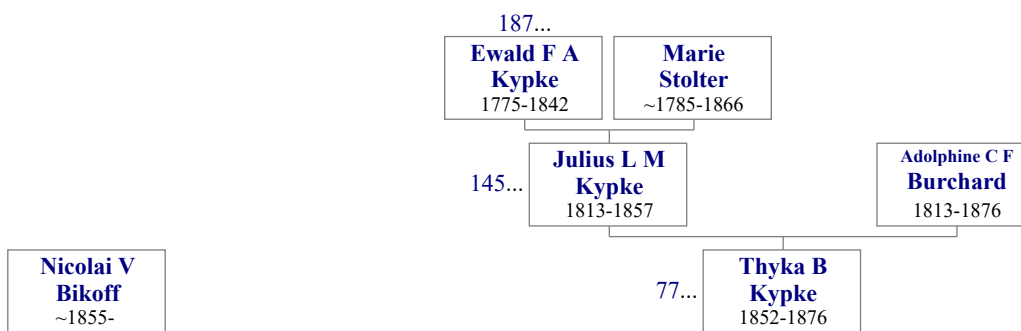 187...
Ewald F A
Kypke
1775-1842
Marie
Stolter
~1785-1866
145...
Julius L M
Kypke
1813-1857
Adolphine C F
Burchard
1813-1876
Nicolai V
Bikoff
~1855-
77...
Thyka B
Kypke
1852-1876